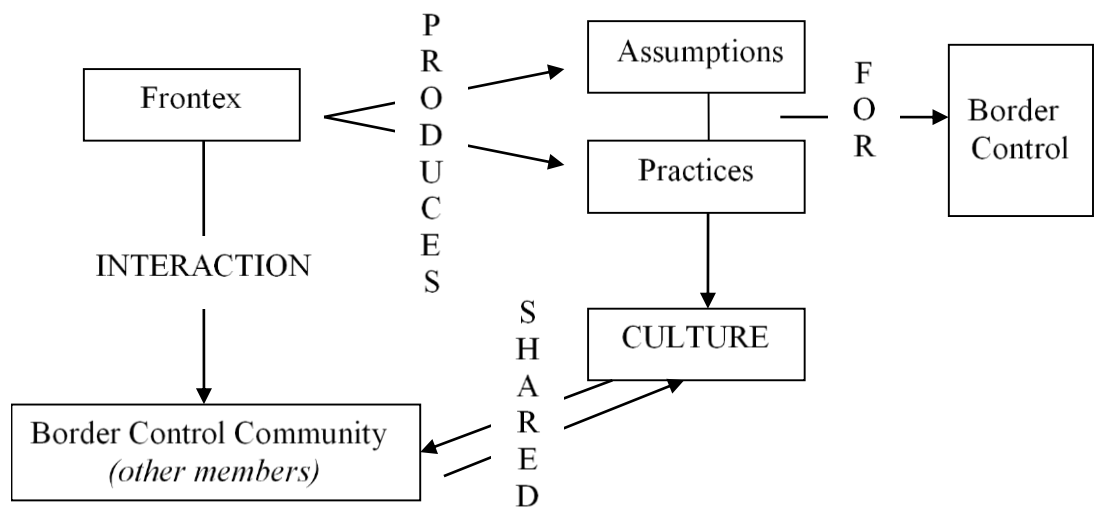 Frontex
PRODUCES
Assumptions
Practices
FOR
Border
Control
INTERACTION
CULTURE
SHARED
Border Control Community
(other members)